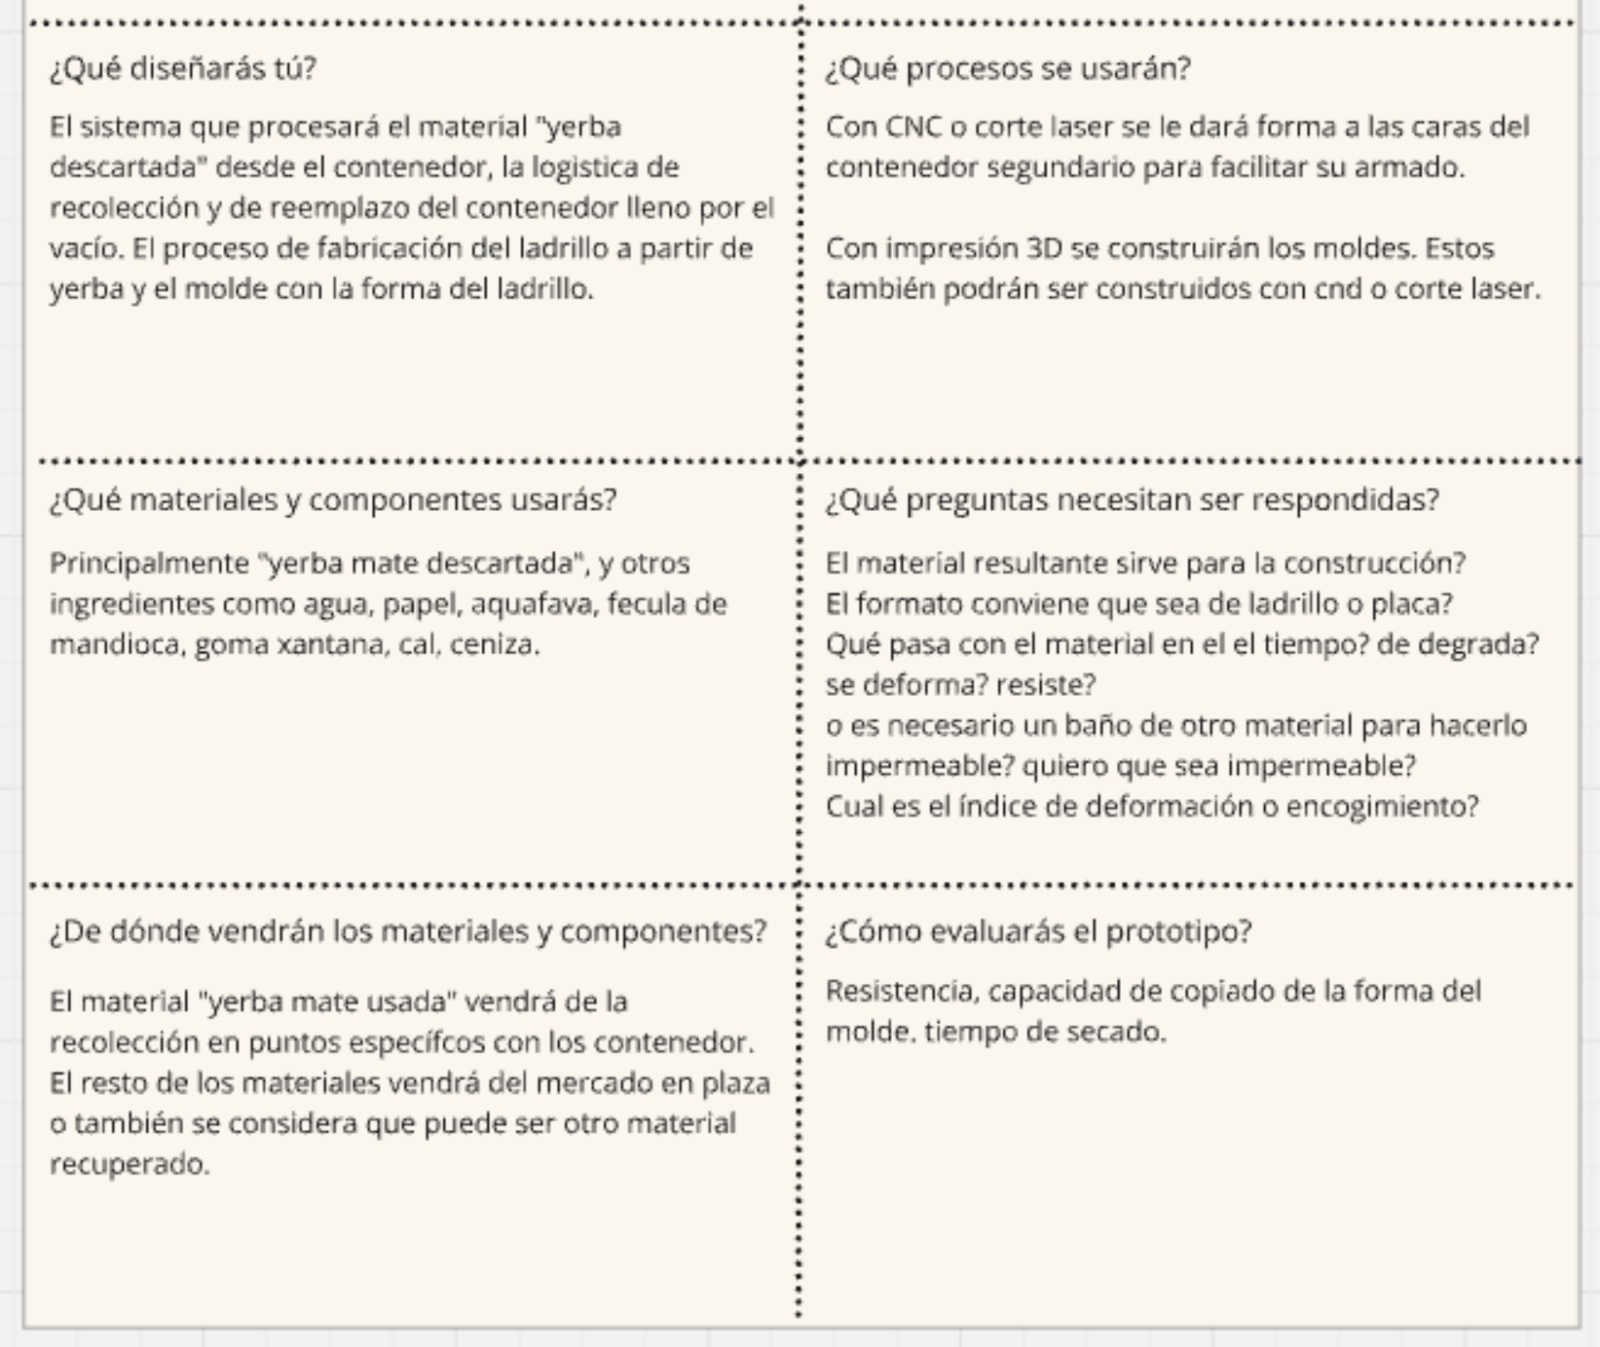 ¿Qué diseñarás tú?
El sistema que procesará el material "yerba
descartada" desde el contenedor, la logistica de
recolección y de reemplazo del contenedor lleno por el
vacío. El proceso de fabricación del ladrillo a partir de
yerba y el molde con la forma del ladrillo.
¿Qué procesos se usarán?
Con CNC o corte laser se le dará forma a las caras del
contenedor segundario para facilitar su armado.
Con impresión 3D se construirán los moldes. Estos
también podrán ser construidos con cnd o corte laser.
¿Qué materiales y componentes usarás?
Principalmente "yerba mate descartada", y otros
ingredientes como agua, papel, aquafava, fecula de
mandioca, goma xantana, cal, ceniza.
¿Qué preguntas necesitan ser respondidas?
El material resultante sirve para la construcción?
El formato conviene que sea de ladrillo o placa?
Qué pasa con el material en el el tiempo? de degrada?
se deforma? resiste?
o es necesario un baño de otro material para hacerlo
impermeable? quiero que sea impermeable?
Cual es el índice de deformación o encogimiento?
¿De dónde vendrán los materiales y componentes?
El material "yerba mate usada" vendrá de la
recolección en puntos específcos con los contenedor.
El resto de los materiales vendrá del mercado en plaza
o también se considera que puede ser otro material
recuperado.
¿Cómo evaluarás el prototipo?
Resistencia, capacidad de copiado de la forma del
molde. tiempo de secado.